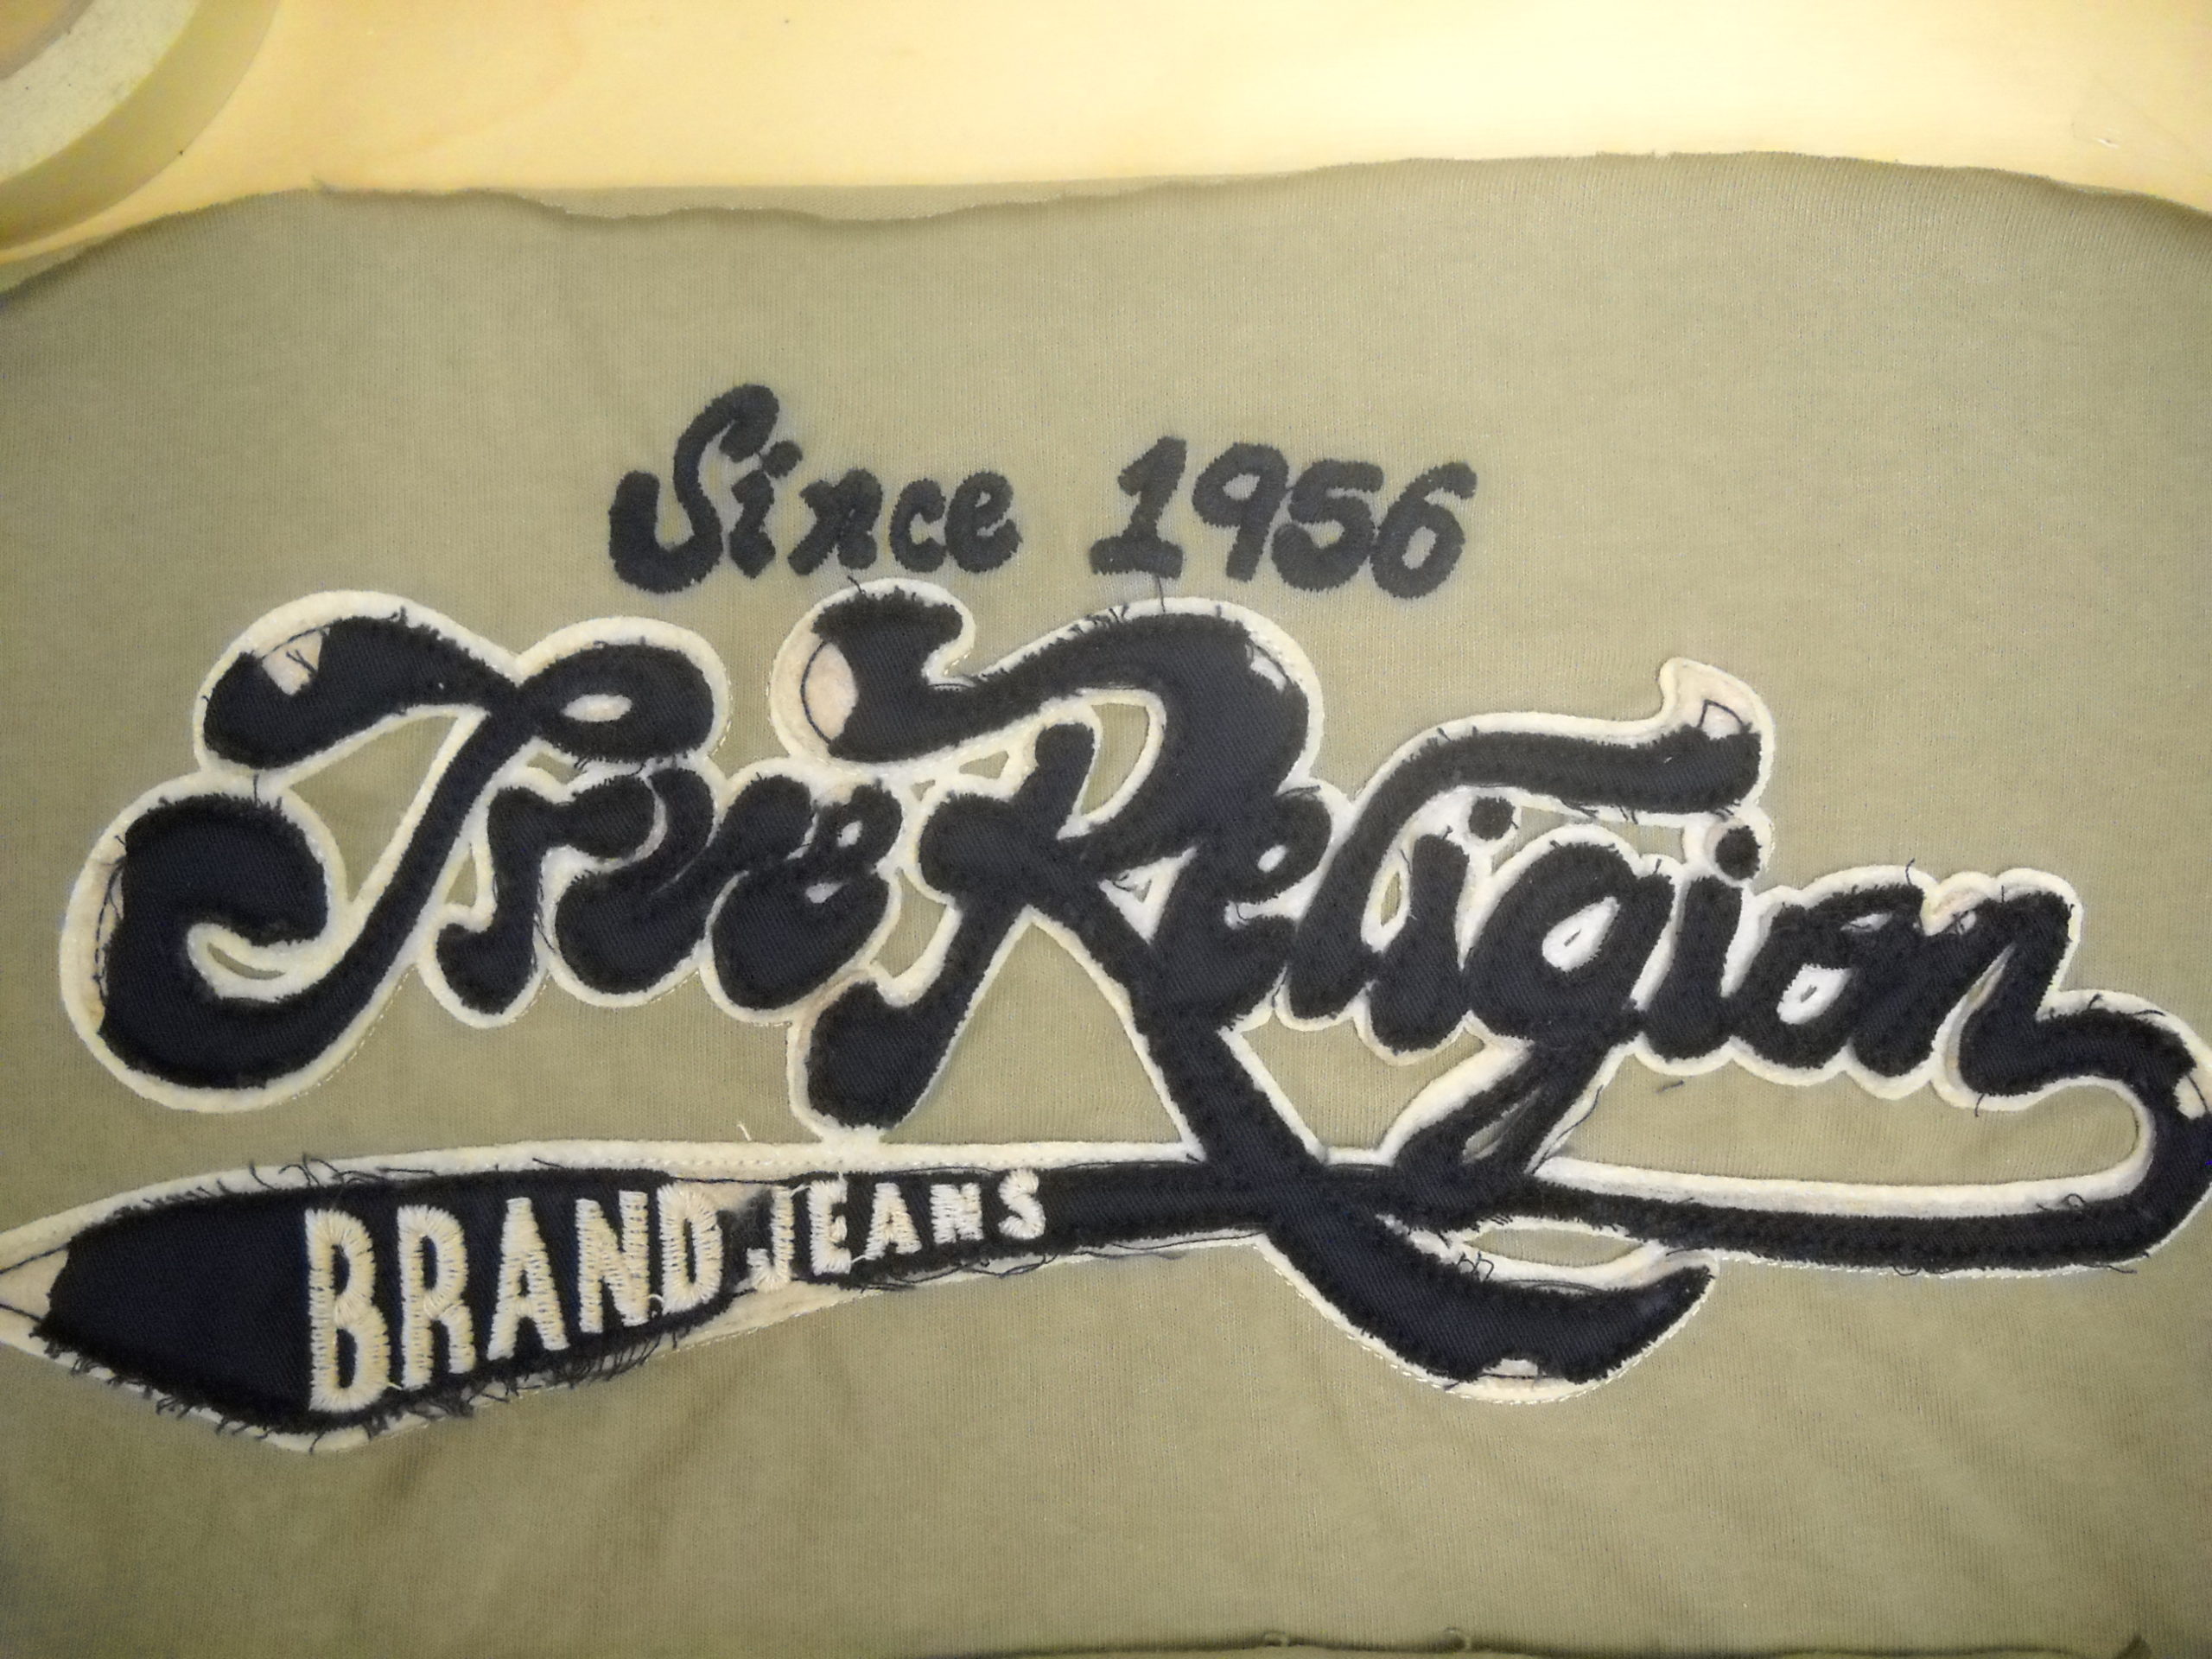 Since 1956
True Religion
BRAND JEANS